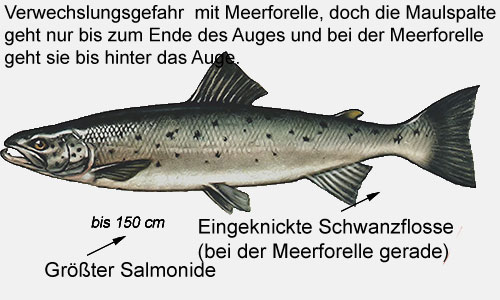 Verwechslungsgefahr mit Meerforelle, doch die Maulspalte
geht nur bis zum Ende des Auges und bei der Meerforelle
geht sie bis hinter das Auge.
bis 150 cm
Größter Salmonide
Eingeknickte Schwanzflosse
(bei der Meerforelle gerade)